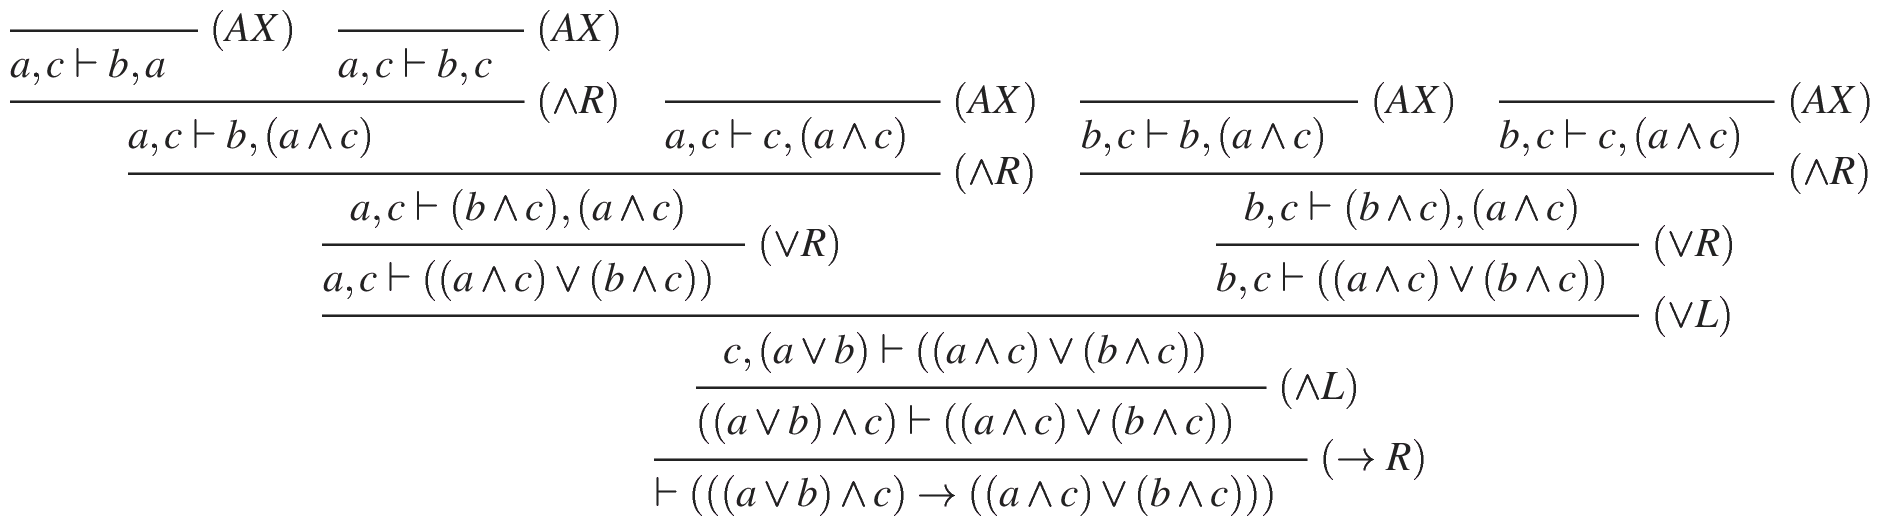 (AX) (AX)
a, c ⊢ b, a a, c ⊢ b, c
(∧R) (AX) (AX) (AX)
a, c ⊢ b, (a ∧ c) a, c ⊢ c, (a ∧ c) b, c ⊢ b, (a ∧ c) b, c ⊢ c, (a ∧ c)
(∧R) (∧R)
a, c ⊢ (b ∧ c), (a ∧ c) b, c ⊢ (b ∧ c), (a ∧ c)
(∨R) (∨R)
a, c ⊢ ((a ∧ c) ∨ (b ∧ c)) b, c ⊢ ((a ∧ c) ∨ (b ∧ c))
(∨L)
c, (a ∨ b) ⊢ ((a ∧ c) ∨ (b ∧ c))
(∧L)
((a ∨ b) ∧ c) ⊢ ((a ∧ c) ∨ (b ∧ c))
(→ R)
⊢ (((a ∨ b) ∧ c) → ((a ∧ c) ∨ (b ∧ c)))